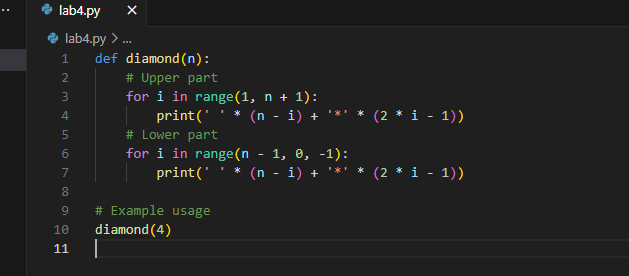 lab4.py ×
lab4.py > ...
1 def diamond(n):
2     # Upper part
3     for i in range(1, n + 1):
4         print(' ' * (n - i) + '*' * (2 * i - 1))
5     # Lower part
6     for i in range(n - 1, 0, -1):
7         print(' ' * (n - i) + '*' * (2 * i - 1))
8
9 # Example usage
10 diamond(4)
11